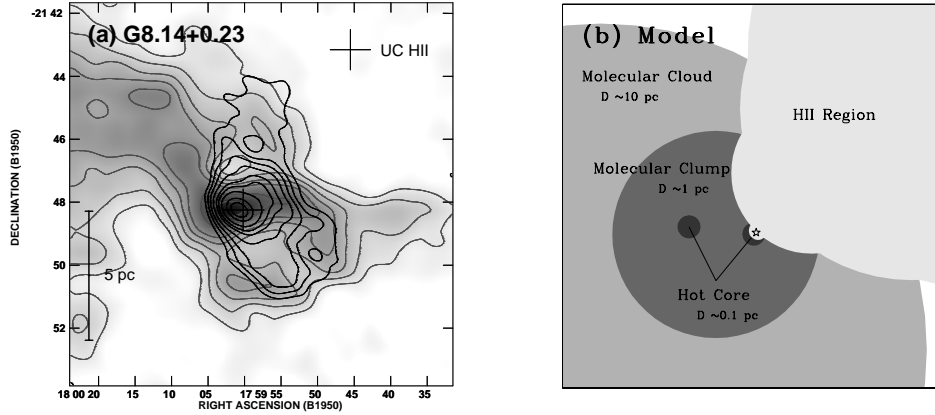 (a) G8.14+0.23
UC HII
5 pc
-21 42
44
46
48
50
52
DECLINATION (B1950)
18 00 20 15 10 05 17 59 55 50 45 40 35
RIGHT ASCENSION (B1950)
(b) Model
Molecular Cloud
D ~10 pc
HII Region
Molecular Clump
D ~1 pc
Hot Core
D ~0.1 pc